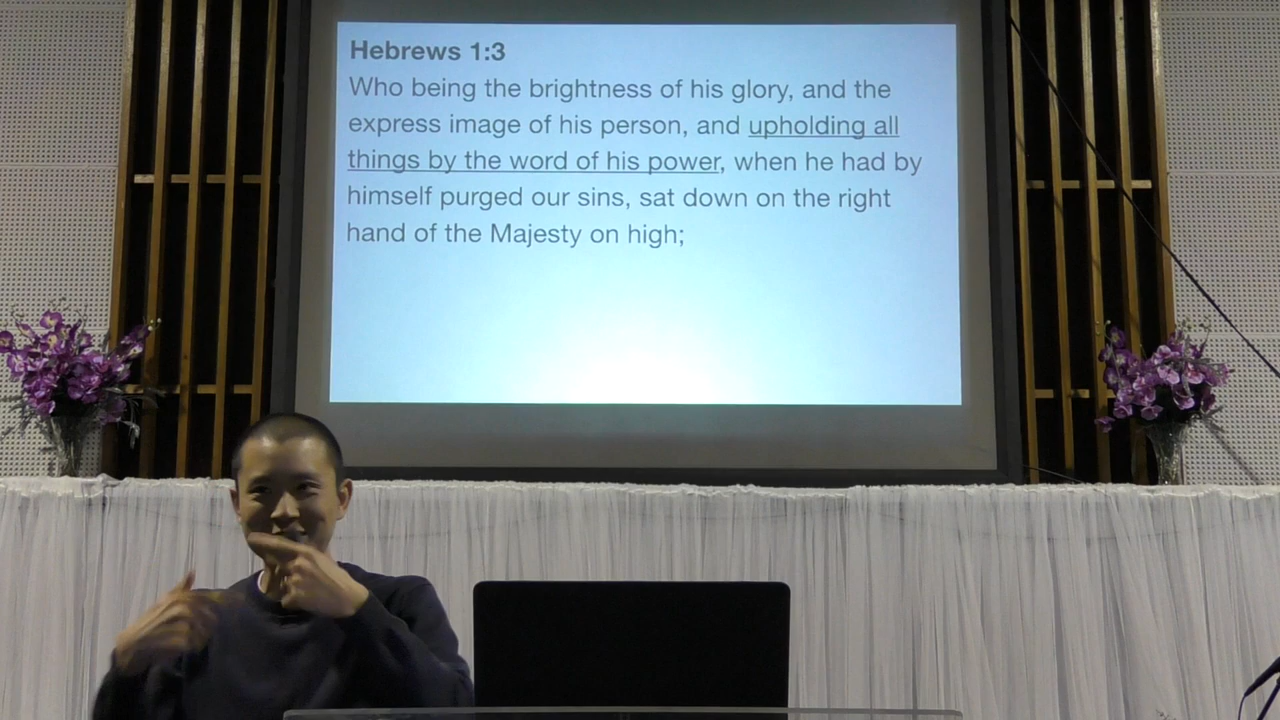 Hebrews 1:3
Who being the brightness of his glory, and the
express image of his person, and upholding all
things by the word of his power, when he had by
himself purged our sins, sat down on the right
hand of the Majesty on high;